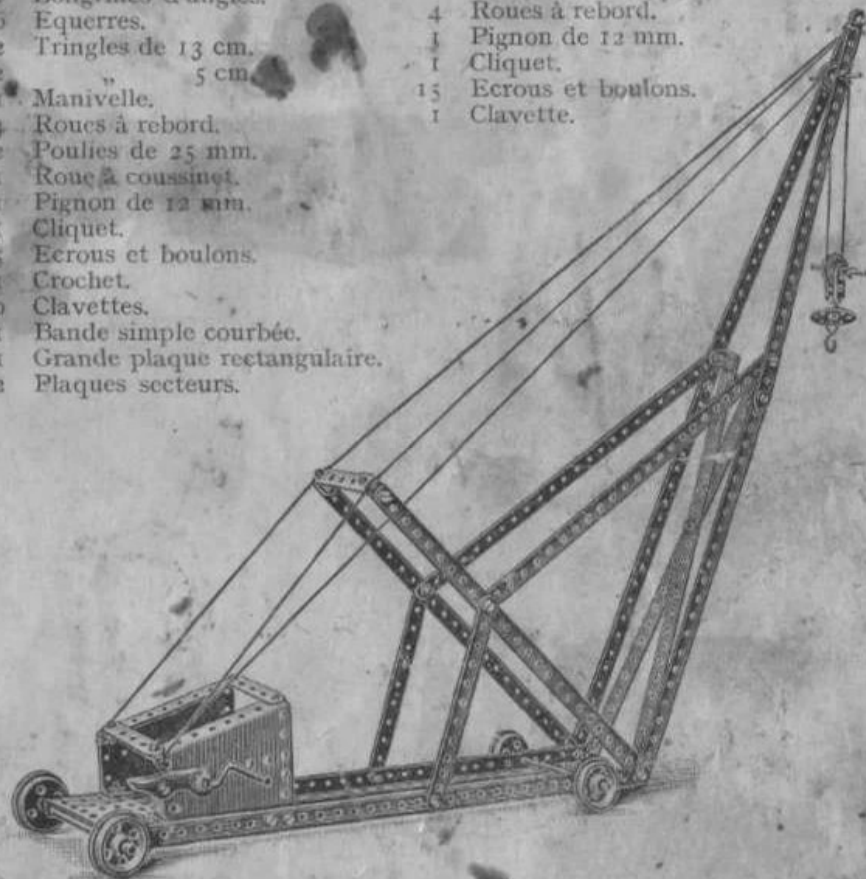 d'angles.
Equerres.
Tringles de 13 cm.
„ 5 cm.
Manivelle.
Roues à rebord.
Poulies de 25 mm.
Roue à coussinet.
Pignon de 12 mm.
Cliquet.
Ecrous et boulons.
Crochet.
Clavettes.
Bande simple courbée.
Grande plaque rectangulaire.
Plaques secteurs.
4 Roues à rebord.
1 Pignon de 12 mm.
1 Cliquet.
15 Ecrous et boulons.
1 Clavette.